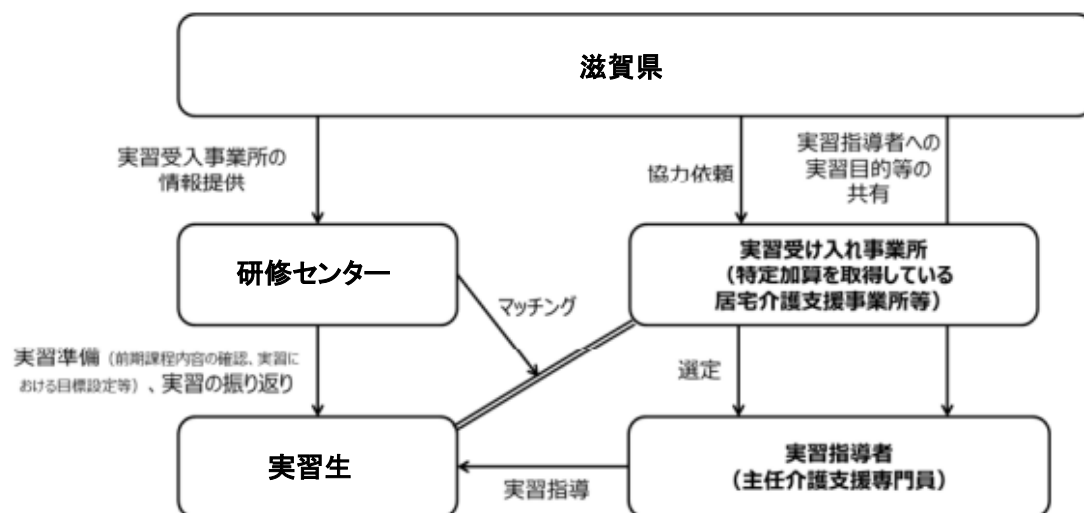 滋賀県
実習受入事業所の
情報提供
協力依頼
実習指導者への
実習目的等の
共有
研修センター
実習受け入れ事業所
（特定加算を取得している
居宅介護支援事業所等）
マッチング
実習準備（前期課程内容の確認、実習に
おける目標設定等）、実習の振り返り
選定
実習生
実習指導
実習指導者
（主任介護支援専門員）